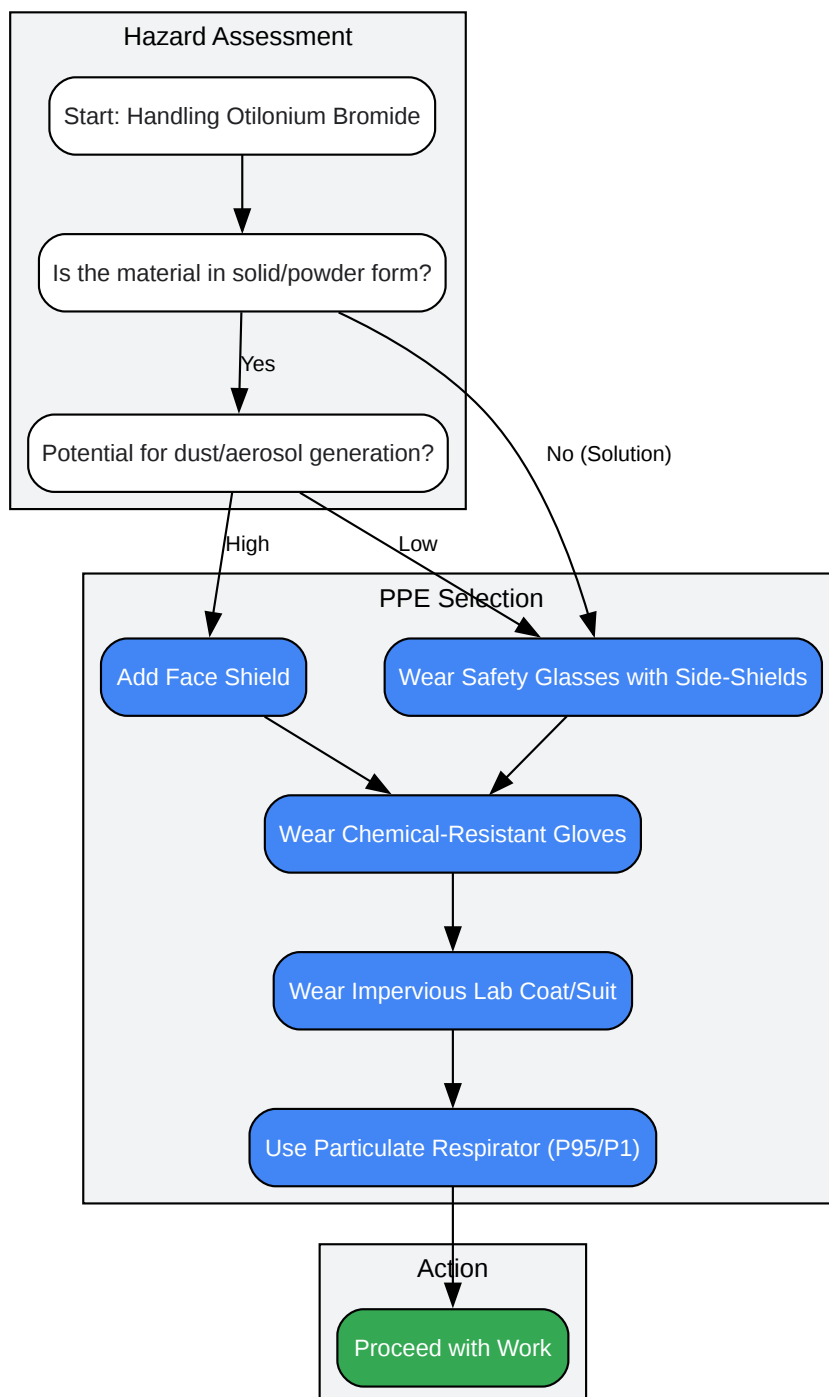 Hazard Assessment
Start: Handling Otilonium Bromide
Is the material in solid/powder form?
Yes
Potential for dust/aerosol generation?
No (Solution)
High
Low
PPE Selection
Add Face Shield
Wear Safety Glasses with Side-Shields
Wear Chemical-Resistant Gloves
Wear Impervious Lab Coat/Suit
Use Particulate Respirator (P95/P1)
Action
Proceed with Work